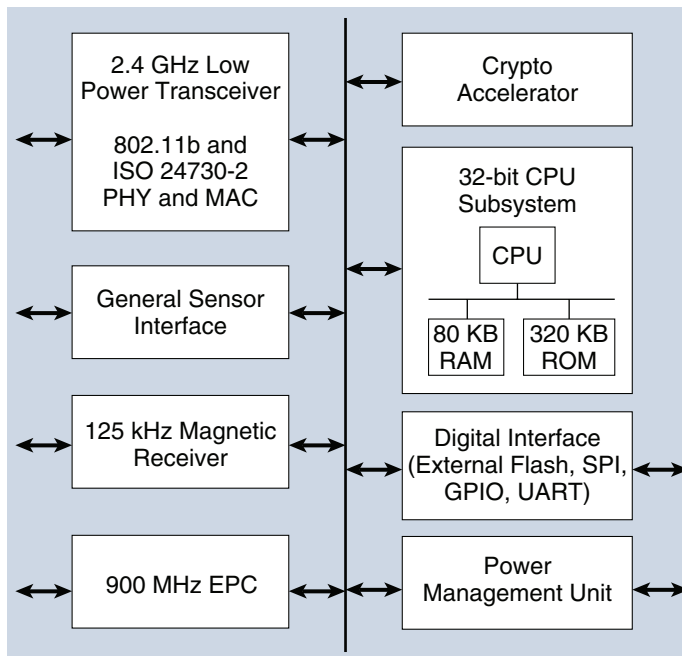 2.4 GHz Low
Power Transceiver
802.11b and
ISO 24730-2
PHY and MAC
General Sensor
Interface
125 kHz Magnetic
Receiver
900 MHz EPC
Crypto
Accelerator
32-bit CPU
Subsystem
CPU
80 KB
RAM
320 KB
ROM
Digital Interface
(External Flash, SPI,
GPIO, UART)
Power
Management Unit